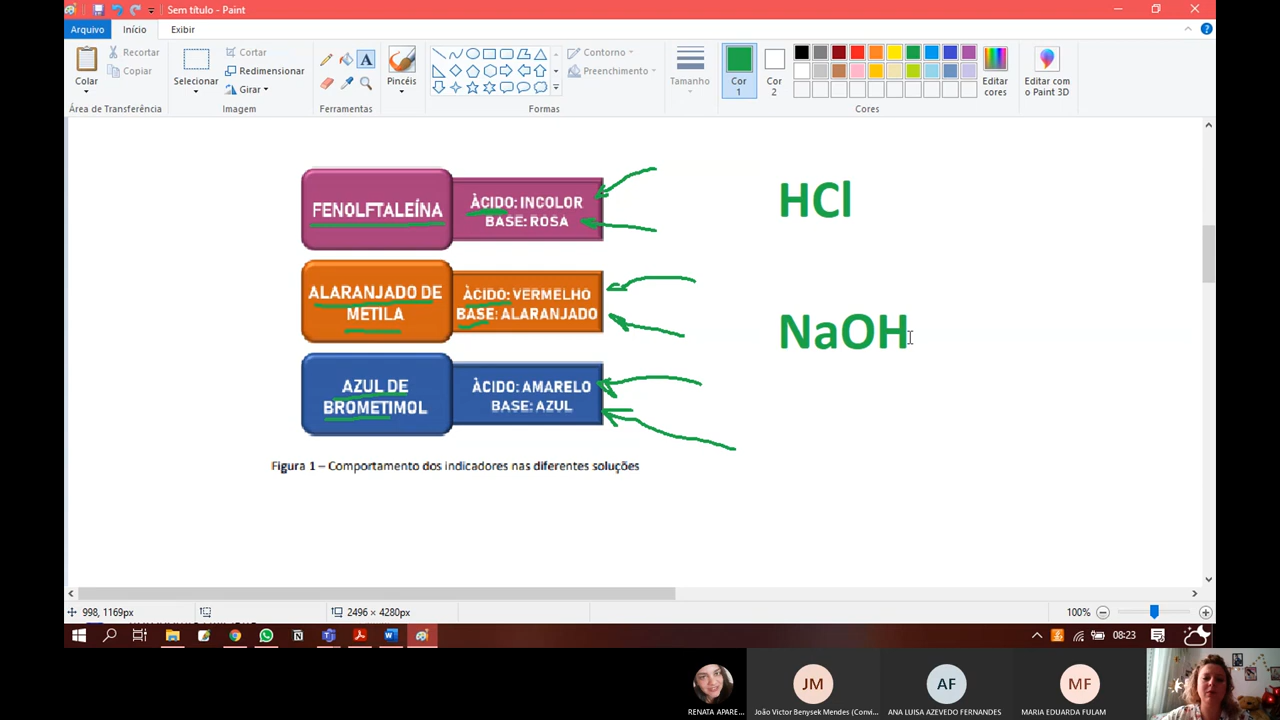 Sem título - Paint
Arquivo
Início
Exibir
Colar
Recortar
Copiar
Área de Transferência
Selecionar
Cortar
Redimensionar
Girar
Imagem
A
Ferramentas
Pincéis
Contorno
Preenchimento
Formas
Tamanho
Cor
1
Cor
2
Cores
Editar
cores
Editar com
o Paint 3D
FENOLFTALEÍNA
ÀCIDO: INCOLOR
BASE: ROSA
HCl
ALARANJADO DE
METILA
ÀCIDO: VERMELHO
BASE: ALARANJADO
NaOH
AZUL DE
BROMETIMOL
ÀCIDO: AMARELO
BASE: AZUL
Figura 1 – Comportamento dos indicadores nas diferentes soluções
998, 1169px
2496 × 4280px
100%
08:23
JM
AF
MF
RENATA APARE...
João Victor Benysek Mendes (Convi...
ANA LUISA AZEVEDO FERNANDES
MARIA EDUARDA FULAM...